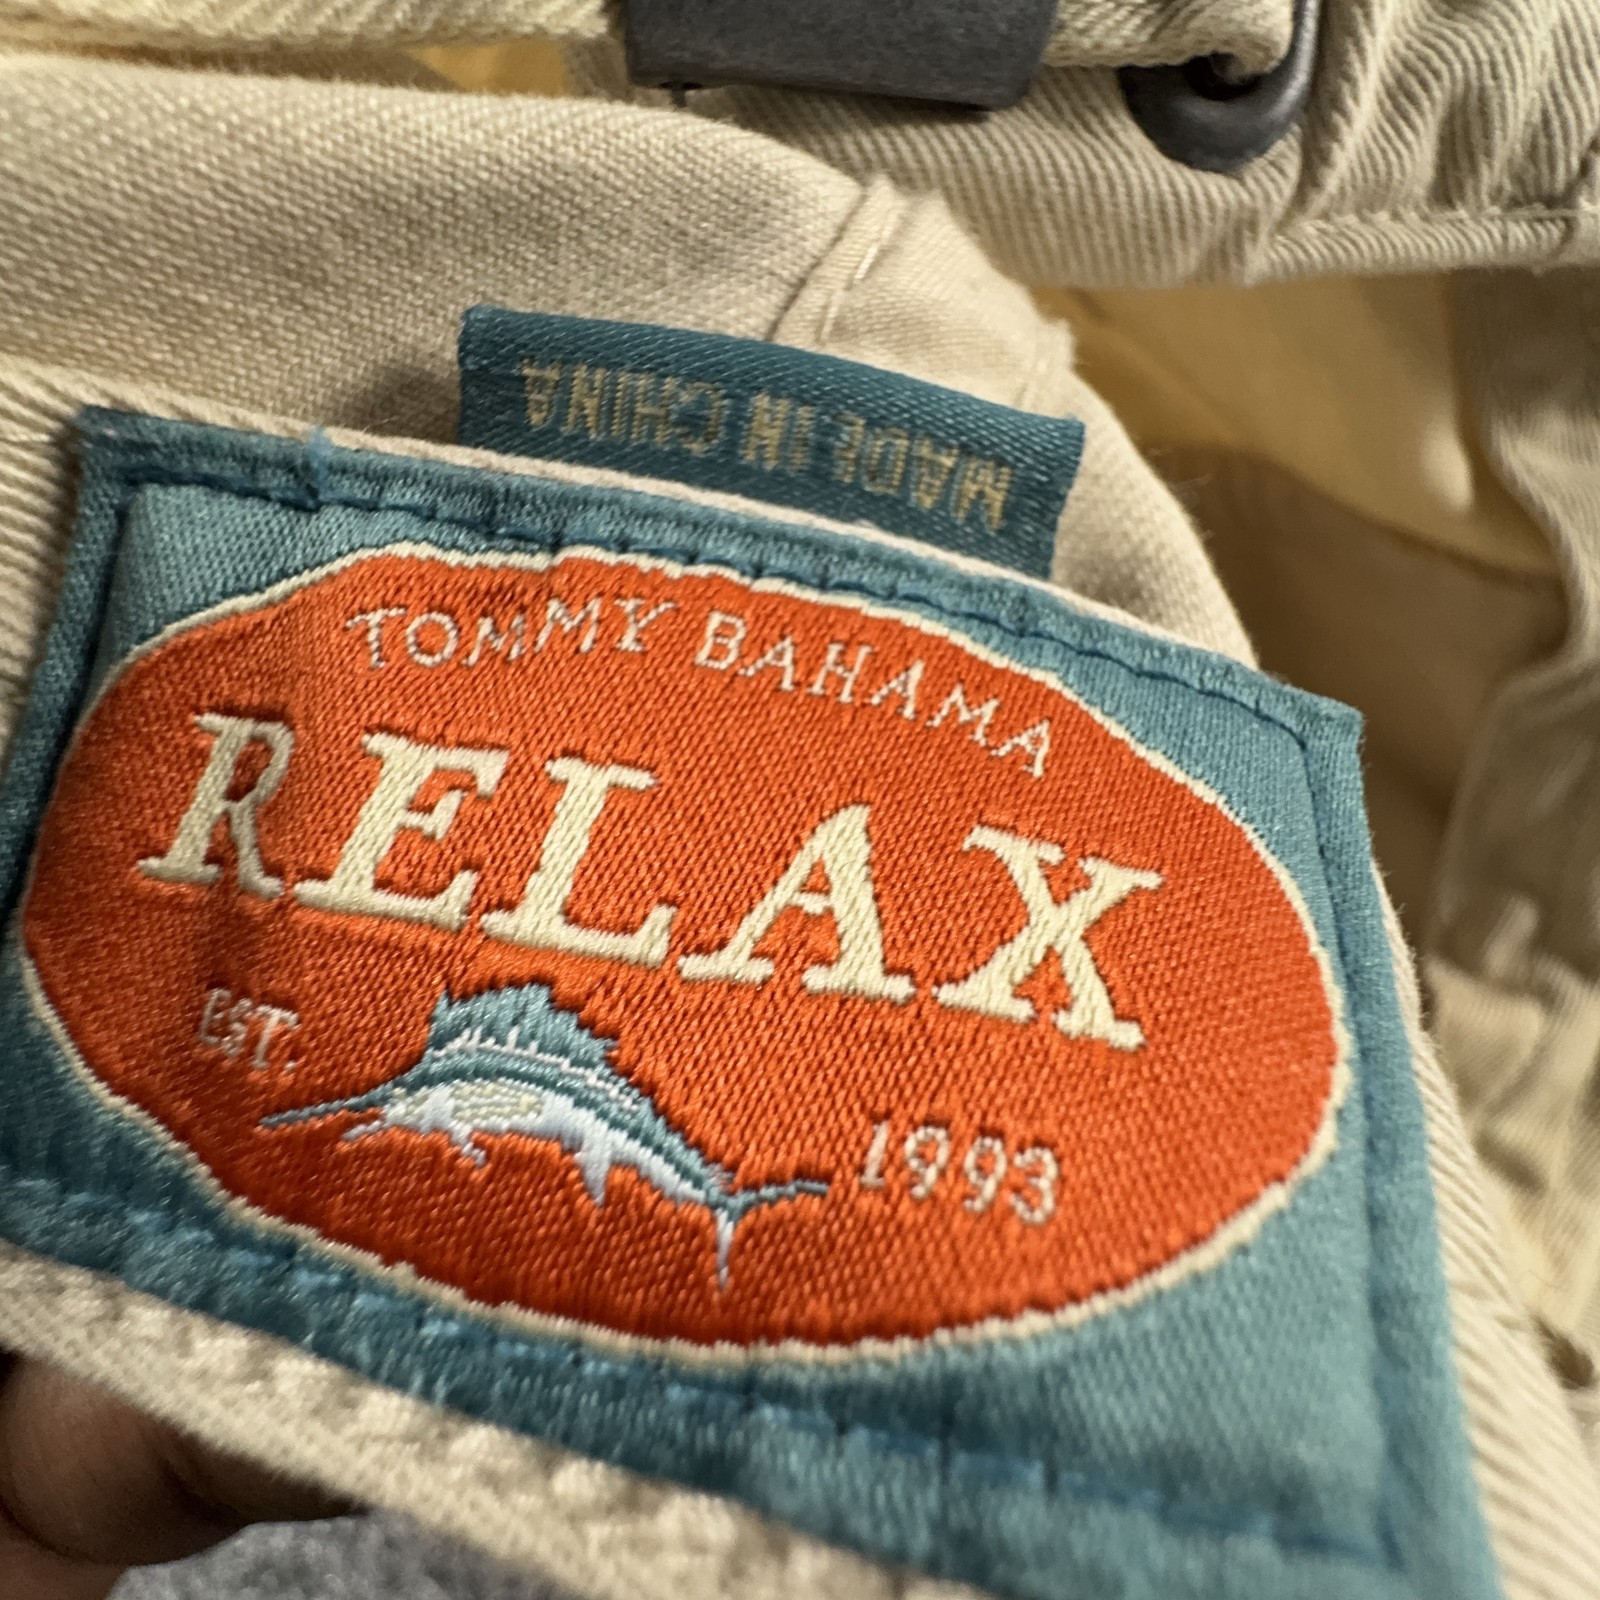 MADE IN CHINA
TOMMY BAHAMA
RELAX
EST. 1993